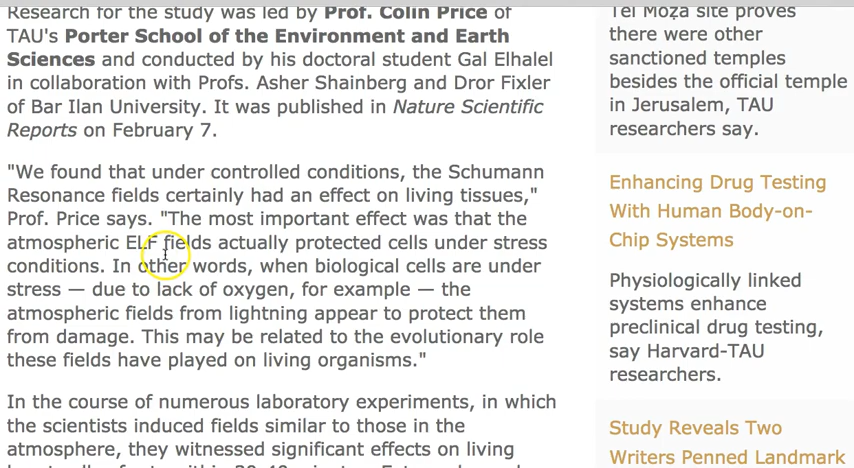 Research for the study was led by Prof. Colin Price of
TAU's Porter School of the Environment and Earth
Sciences and conducted by his doctoral student Gal Elhalel
in collaboration with Profs. Asher Shainberg and Dror Fixler
of Bar Ilan University. It was published in Nature Scientific
Reports on February 7.
"We found that under controlled conditions, the Schumann
Resonance fields certainly had an effect on living tissues,"
Prof. Price says. "The most important effect was that the
atmospheric ELF fields actually protected cells under stress
conditions. In other words, when biological cells are under
stress — due to lack of oxygen, for example — the
atmospheric fields from lightning appear to protect them
from damage. This may be related to the evolutionary role
these fields have played on living organisms."
In the course of numerous laboratory experiments, in which
the scientists induced fields similar to those in the
atmosphere, they witnessed significant effects on living
Tel Moẓa site proves
there were other
sanctioned temples
besides the official temple
in Jerusalem, TAU
researchers say.
Enhancing Drug Testing
With Human Body-on-
Chip Systems
Physiologically linked
systems enhance
preclinical drug testing,
say Harvard-TAU
researchers.
Study Reveals Two
Writers Penned Landmark